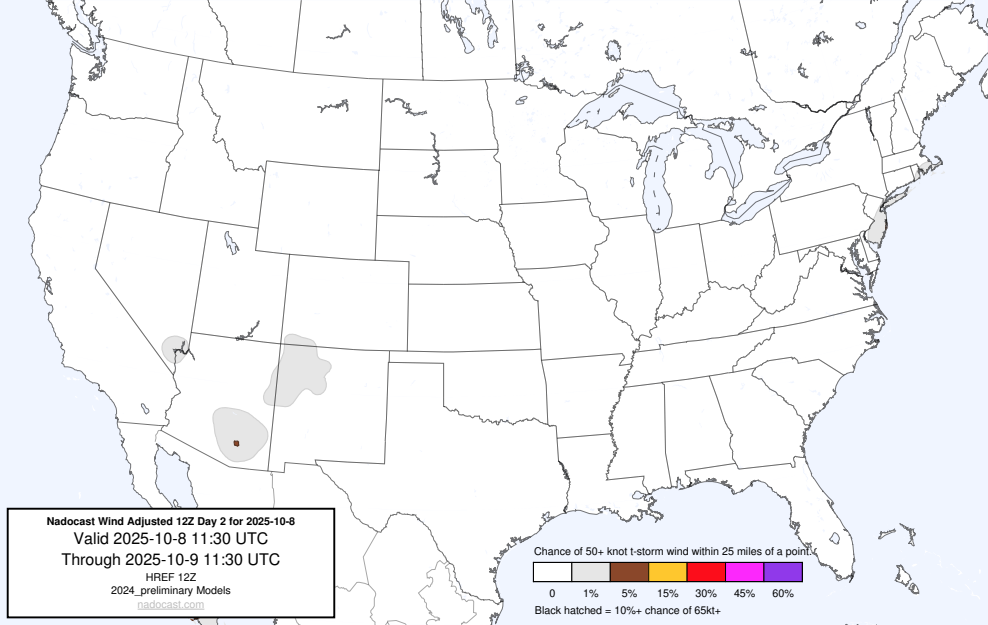 Nadocast Wind Adjusted 12Z Day 2 for 2025-10-8
Valid 2025-10-8 11:30 UTC
Through 2025-10-9 11:30 UTC
HREF 12Z
2024_preliminary Models
nadocast.com
Chance of 50+ knot t-storm wind within 25 miles of a point.
0 1% 5% 15% 30% 45% 60%
Black hatched = 10%+ chance of 65kt+